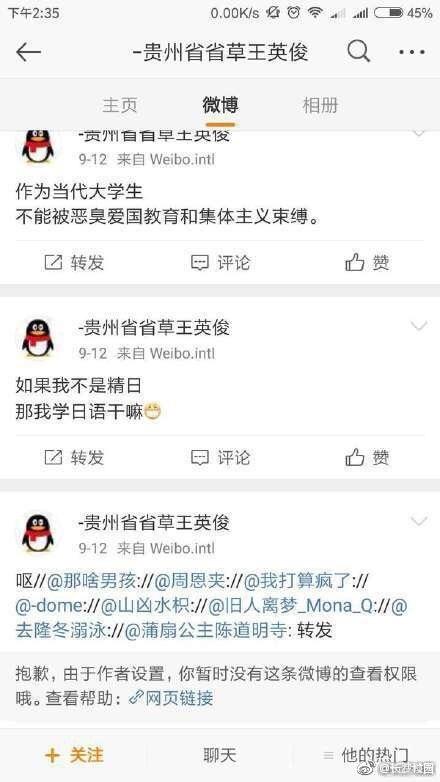 下午2:35 0.00K/s 45%
-贵州省省草王英俊
主页 微博 相册
-贵州省省草王英俊
9-12 来自 Weibo.intl
作为当代大学生
不能被恶臭爱国教育和集体主义束缚。
转发 评论 赞
-贵州省省草王英俊
9-12 来自 Weibo.intl
如果我不是精日
那我学日语干嘛
转发 评论 赞
-贵州省省草王英俊
9-12 来自 Weibo.intl
呕//@那啥男孩://@周恩夹://@我打算疯了://
@-dome://@山凶水枳://@旧人离梦_Mona_Q://@
去隆冬溺泳://@蒲扇公主陈道明寺: 转发
抱歉，由于作者设置，你暂时没有这条微博的查看权限
哦。查看帮助：网页链接
+ 关注 聊天 他的热门